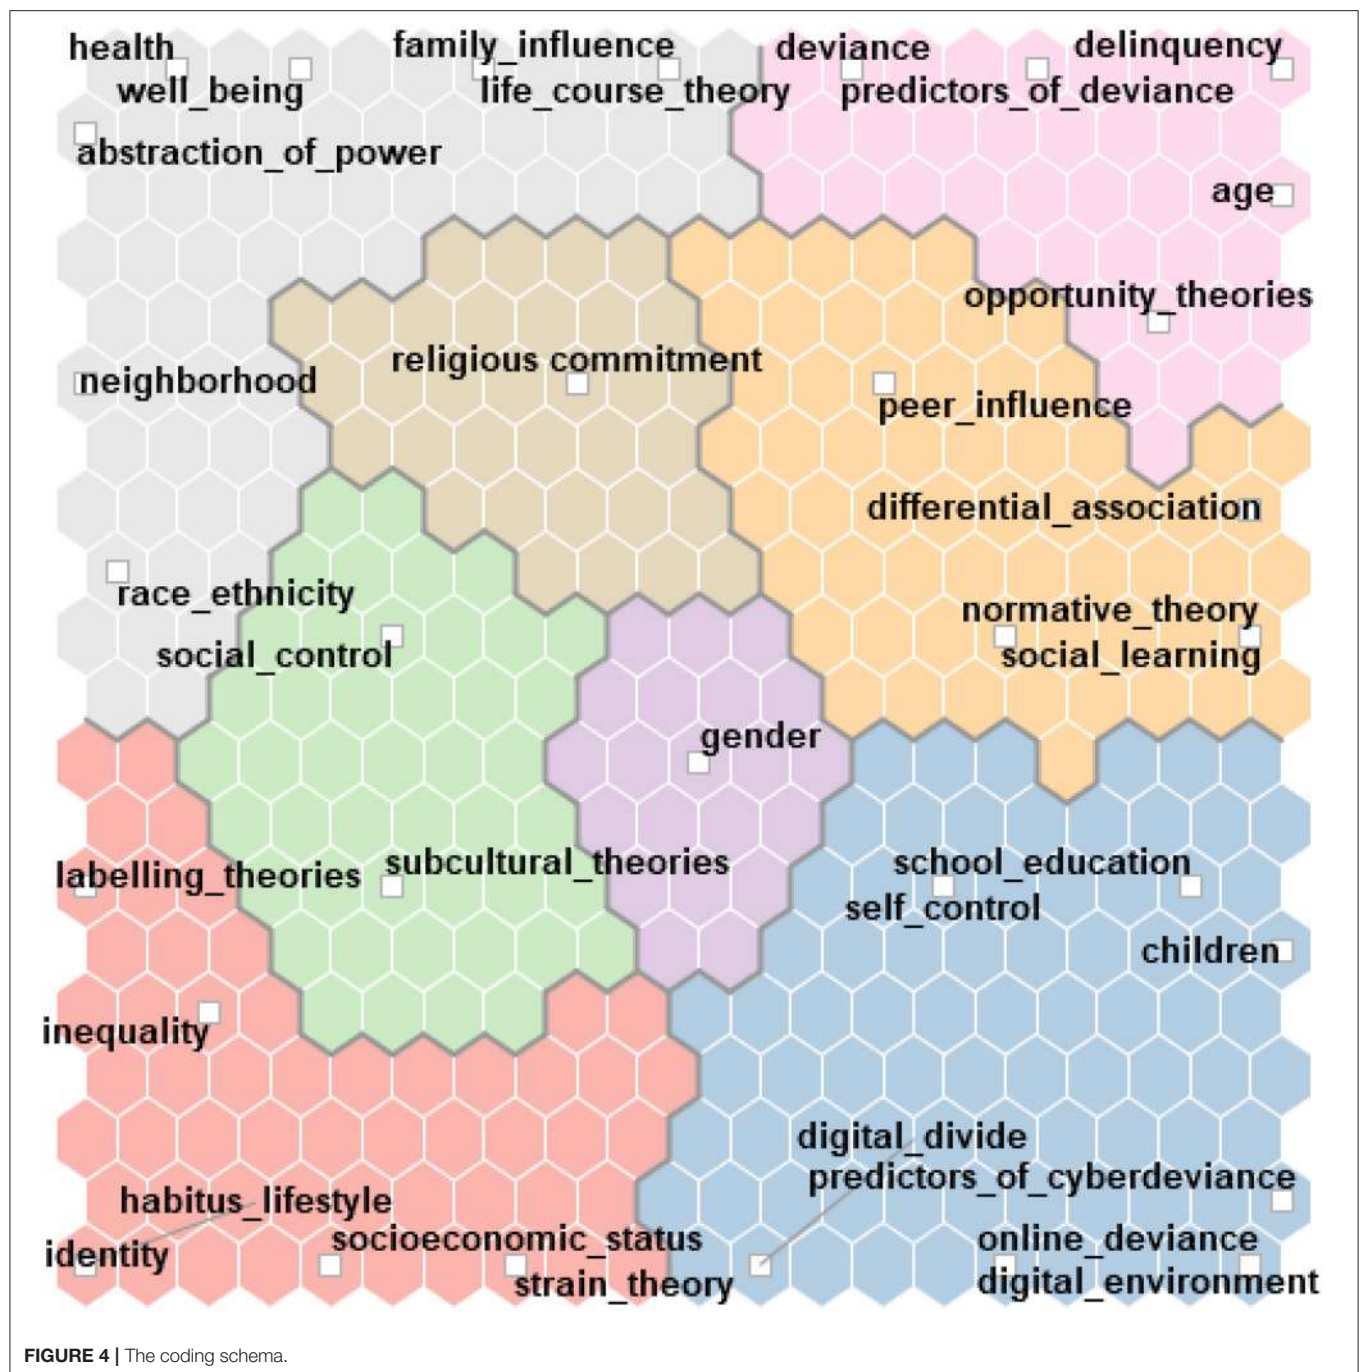 health
family_influence
deviance
delinquency
well_being
life_course_theory
predictors_of_deviance
abstraction_of_power
age
opportunity_theories
religious commitment
neighborhood
peer_influence
differential_association
race_ethnicity
normative_theory
social_control
social_learning
gender
subcultural_theories
school_education
labelling_theories
self_control
children
inequality
digital_divide
predictors_of_cyberdeviance
habitus_lifestyle
socioeconomic_status
online_deviance
identity
strain_theory
digital_environment
FIGURE 4 | The coding schema.